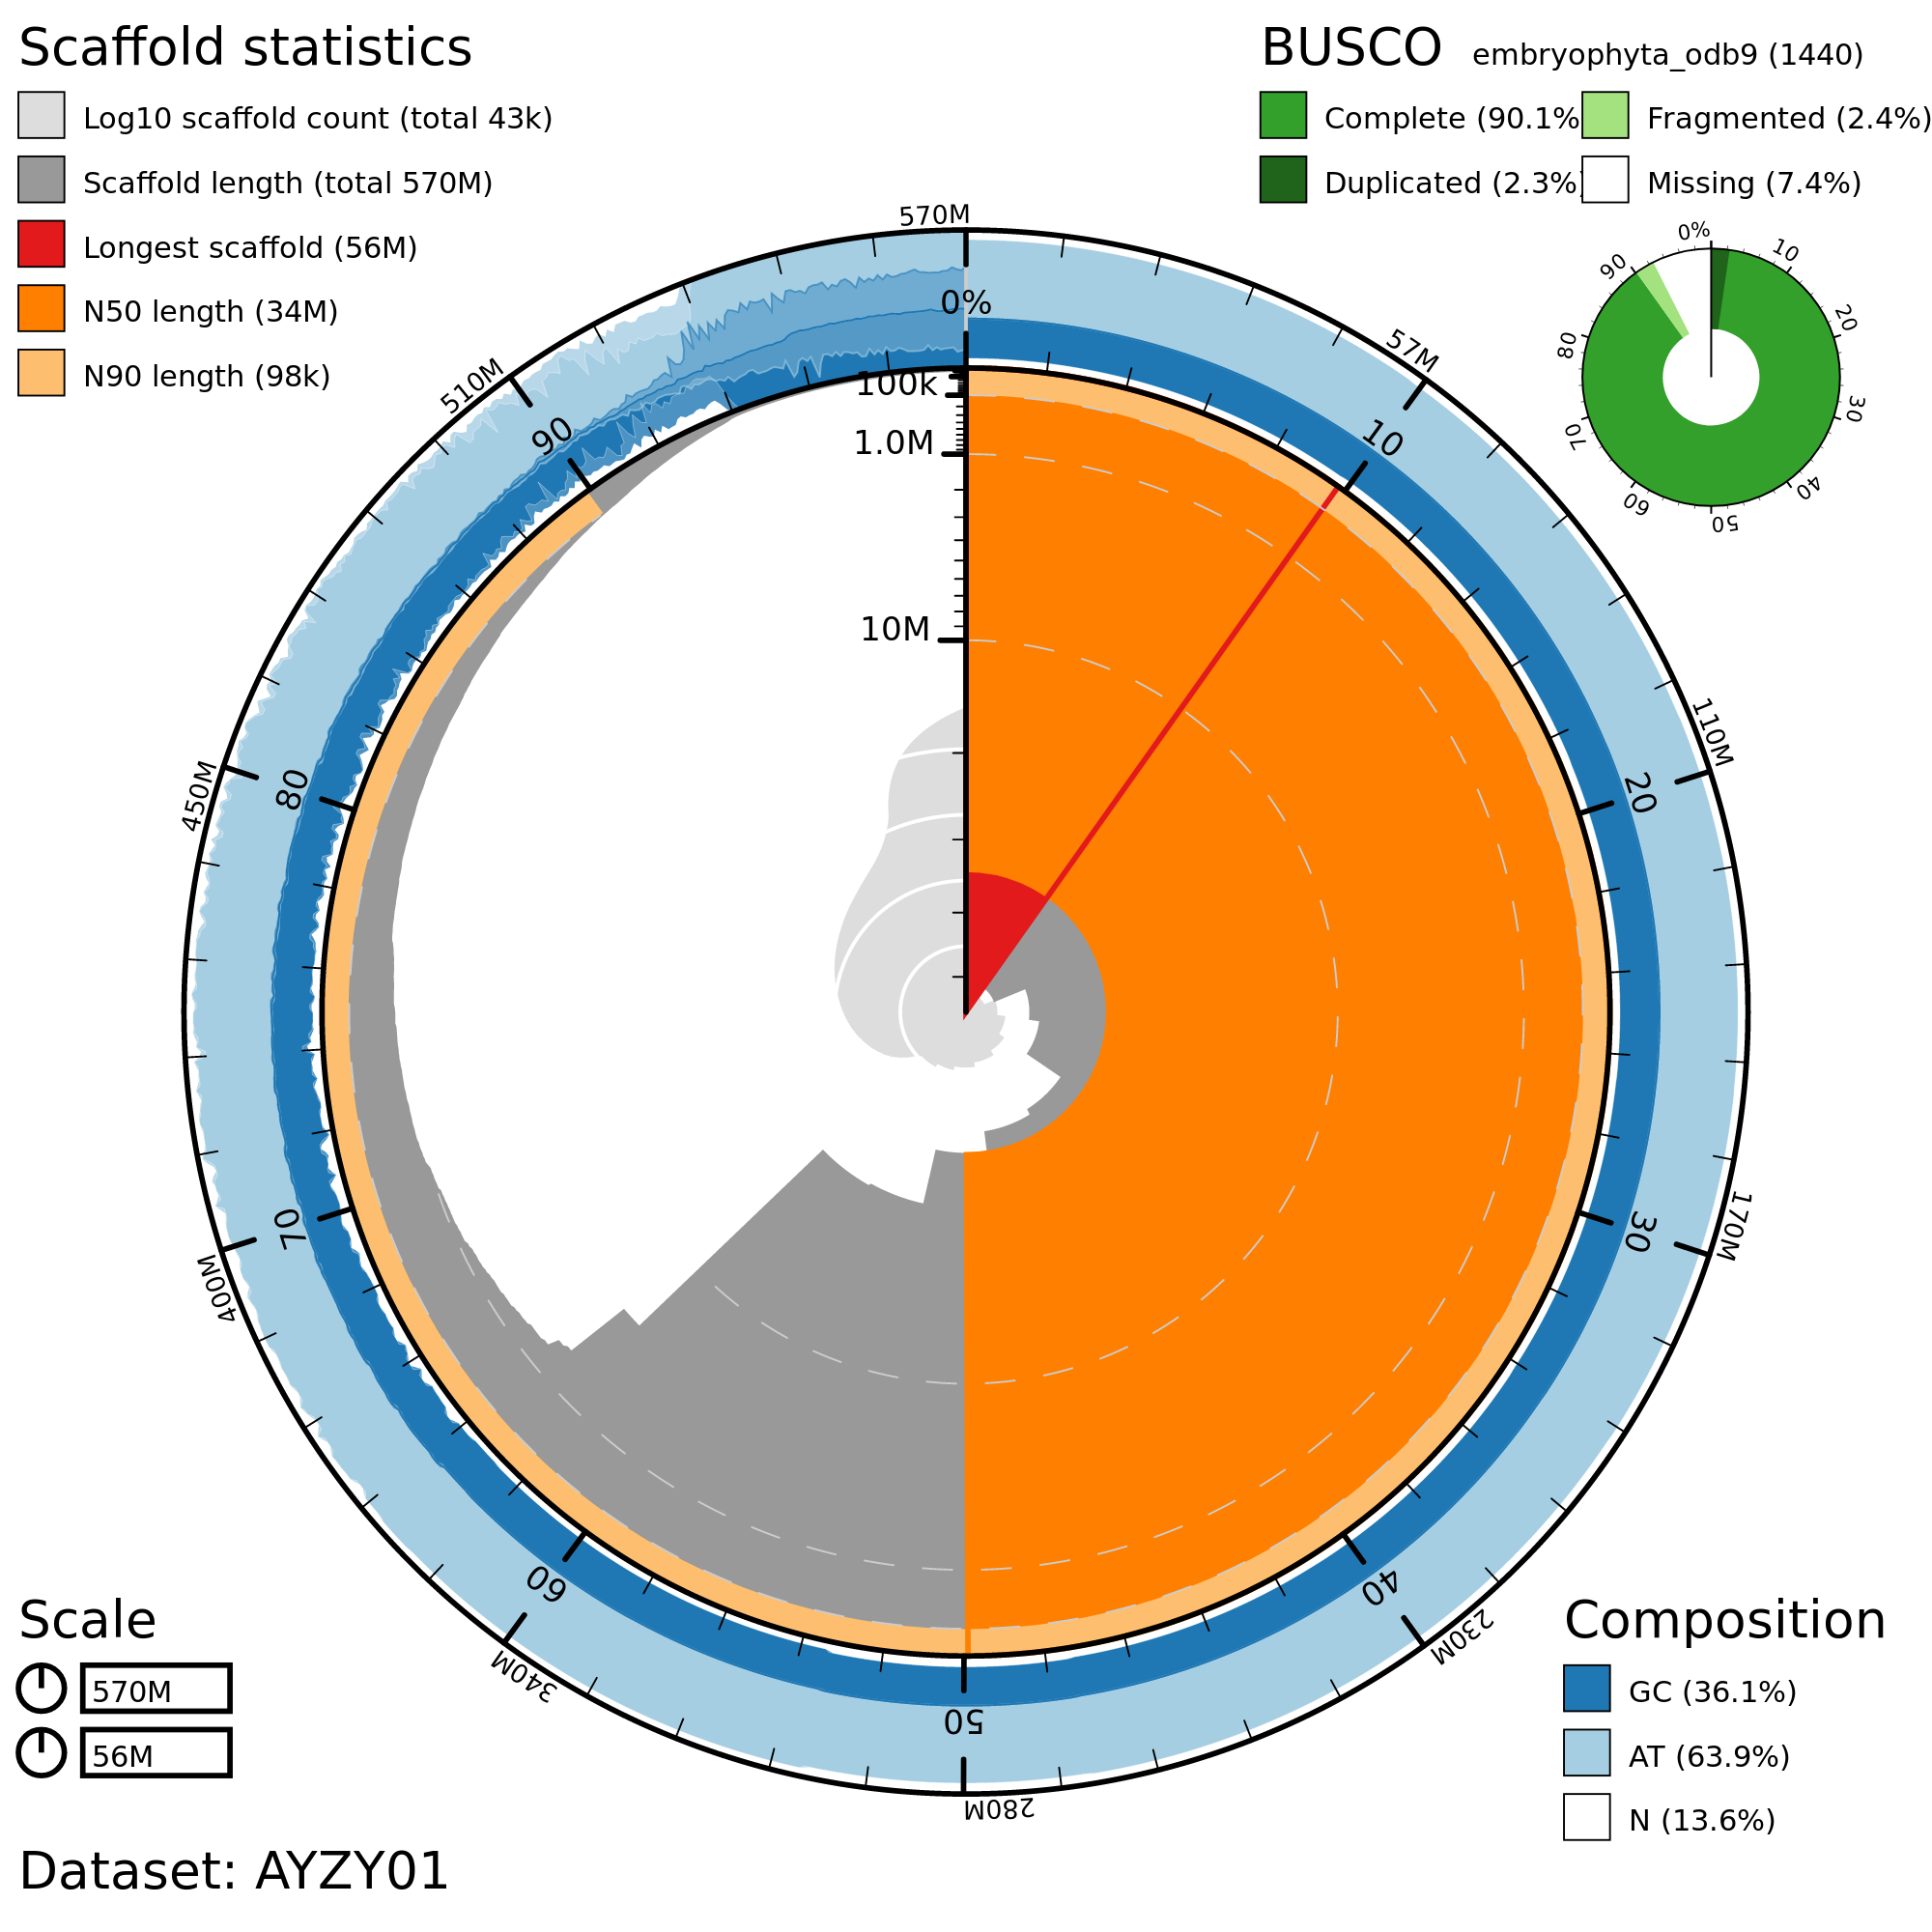 Scaffold statistics
Log10 scaffold count (total 43k)
Scaffold length (total 570M)
Longest scaffold (56M)
N50 length (34M)
N90 length (98k)
BUSCO embryophyta_odb9 (1440)
Complete (90.1%
Fragmented (2.4%)
Duplicated (2.3%)
Missing (7.4%)
0%
10
20
30
40
50
60
70
80
90
570M
57M
110M
170M
230M
280M
340M
400M
450M
510M
0%
10
20
30
40
50
60
70
80
90
100k
1.0M
10M
Scale
570M
56M
Composition
GC (36.1%)
AT (63.9%)
N (13.6%)
Dataset: AYZY01